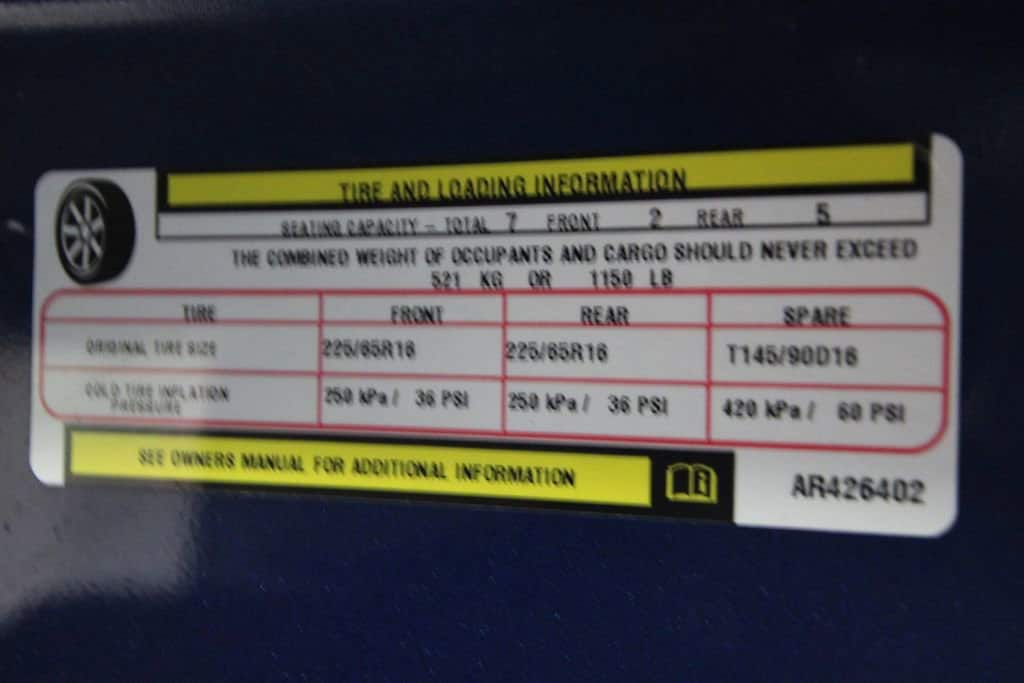 TIRE AND LOADING INFORMATION
SEATING CAPACITY - TOTAL 7 FRONT 2 REAR 5
THE COMBINED WEIGHT OF OCCUPANTS AND CARGO SHOULD NEVER EXCEED
521 KG OR 1150 LB
TIRE FRONT REAR SPARE
ORIGINAL TIRE SIZE 225/65R16 225/65R16 T145/90D16
COLD TIRE INFLATION PRESSURE 250 kPa / 36 PSI 250 kPa / 36 PSI 420 kPa / 60 PSI
SEE OWNERS MANUAL FOR ADDITIONAL INFORMATION
AR426402